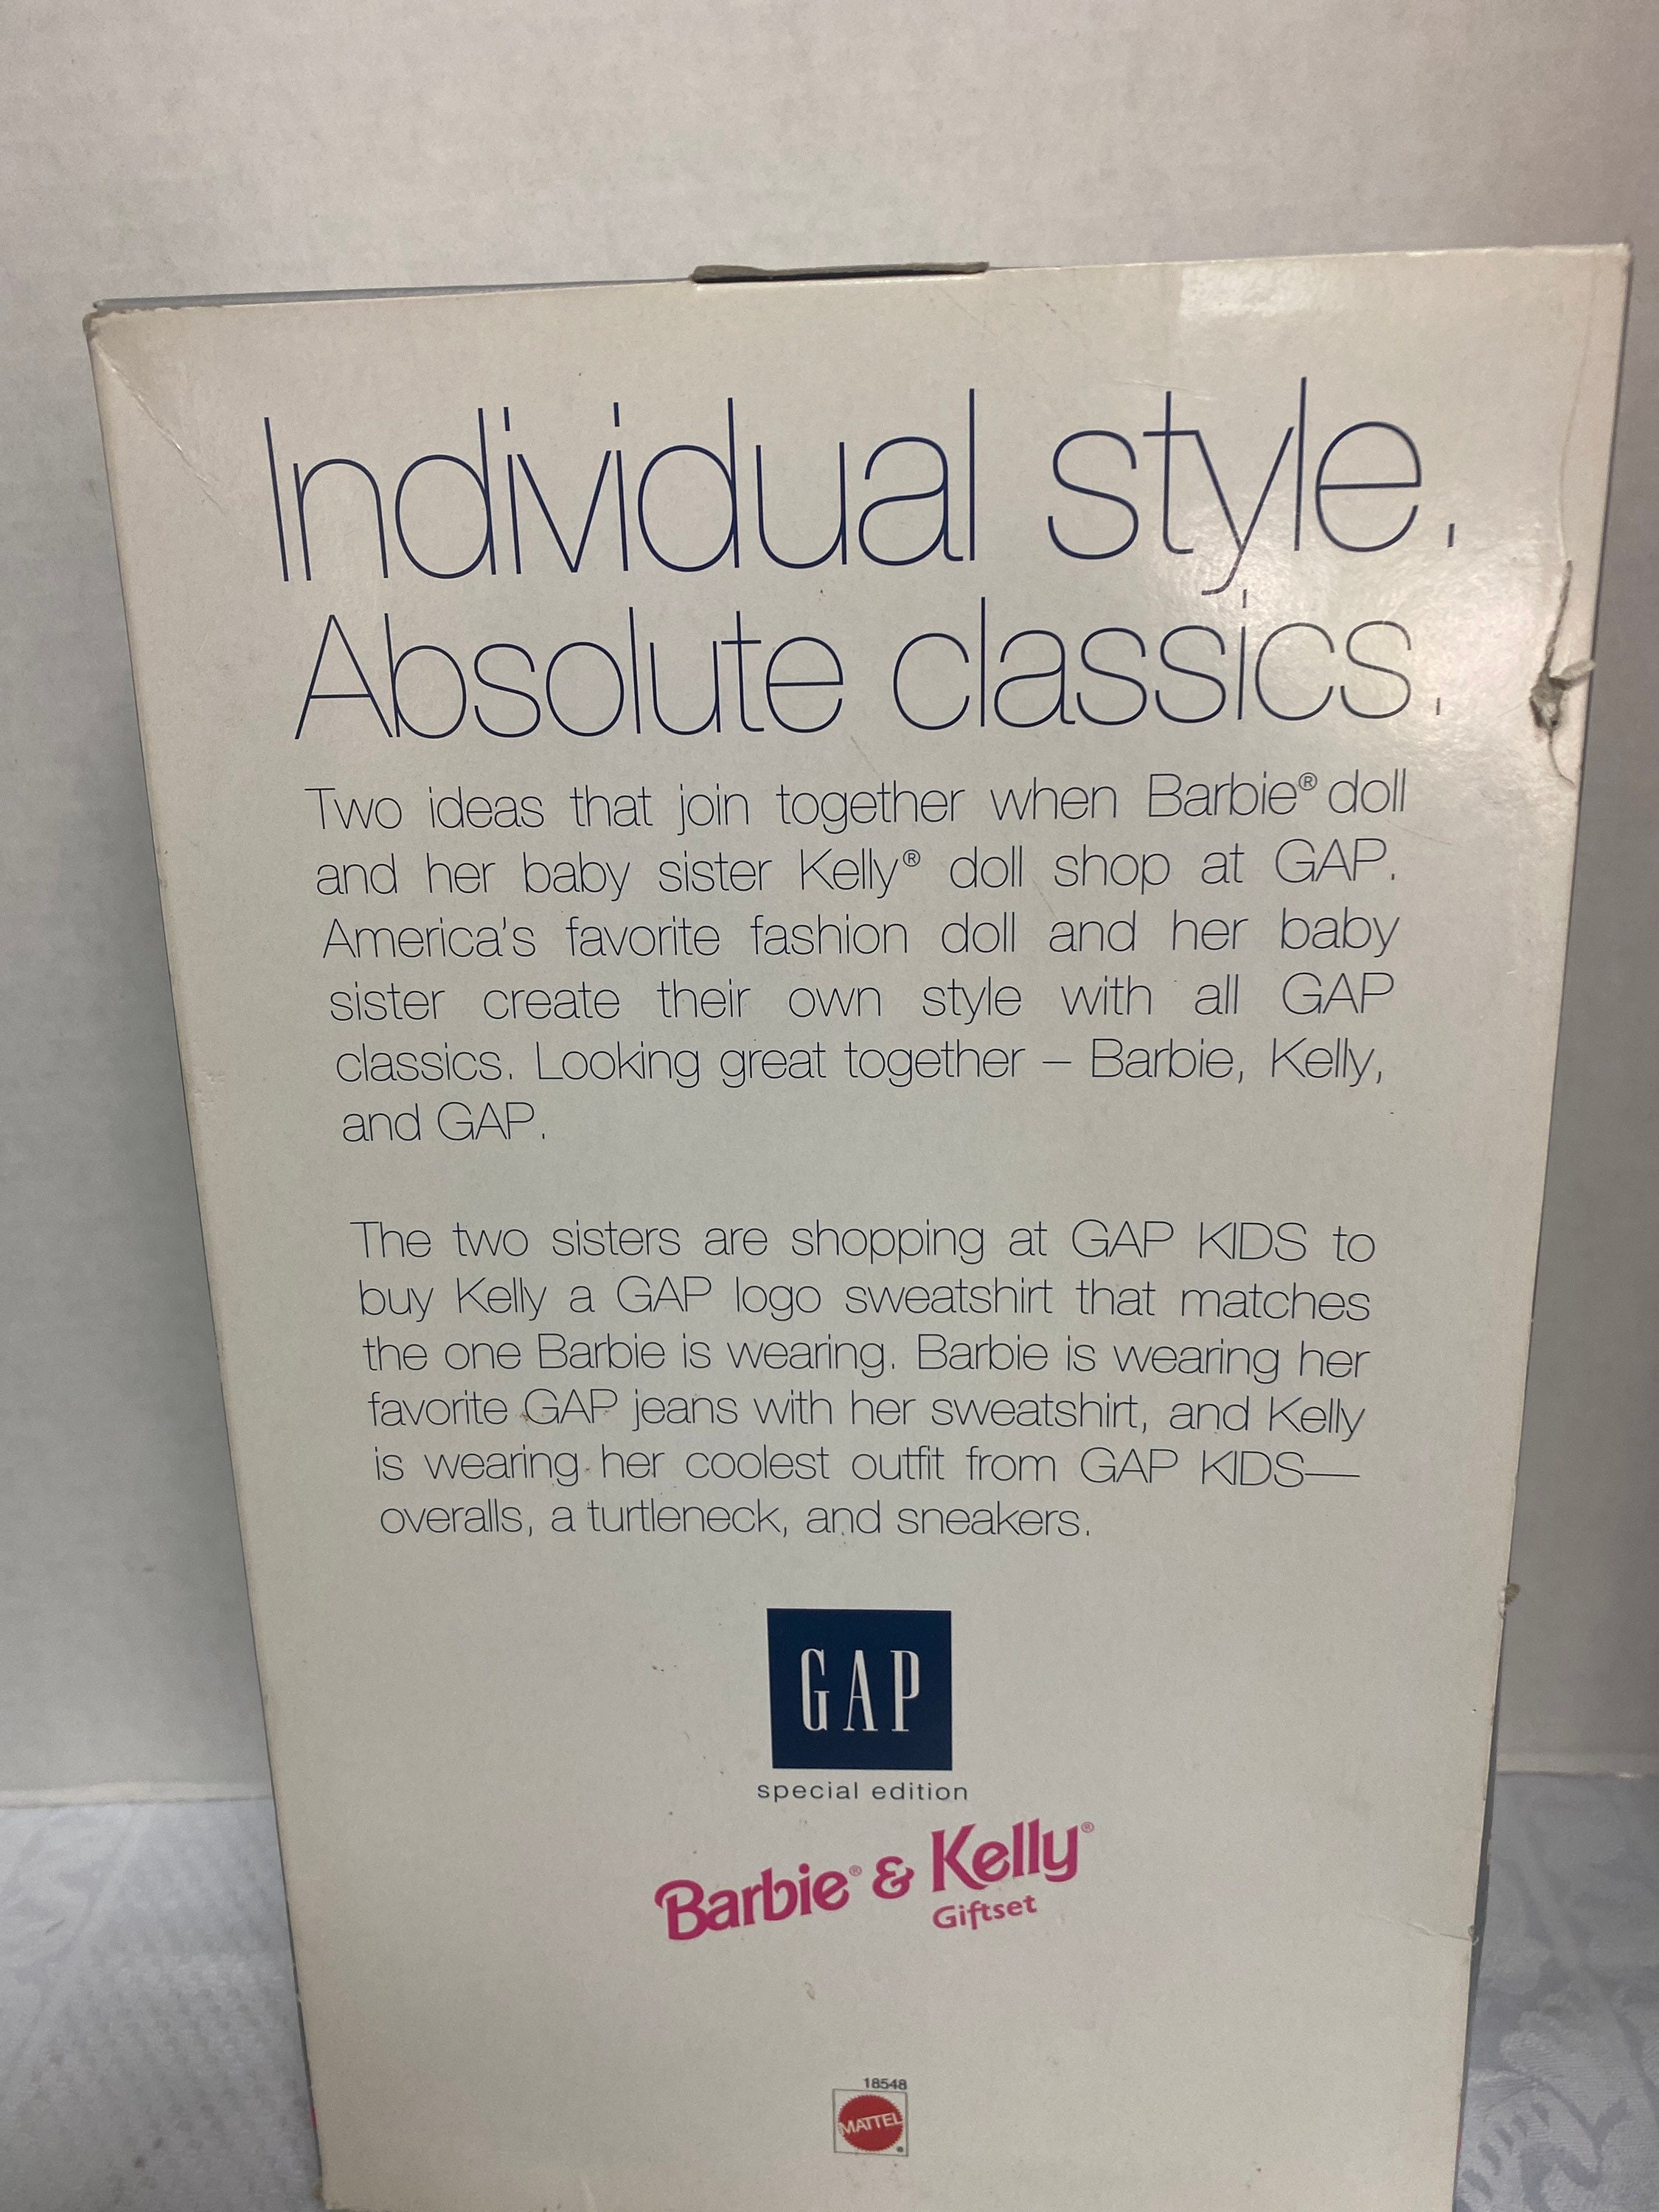 Individual style.
Absolute classics.
Two ideas that join together when Barbie® doll
and her baby sister Kelly® doll shop at GAP.
America's favorite fashion doll and her baby
sister create their own style with all GAP
classics. Looking great together – Barbie, Kelly,
and GAP.
The two sisters are shopping at GAP KIDS to
buy Kelly a GAP logo sweatshirt that matches
the one Barbie is wearing. Barbie is wearing her
favorite GAP jeans with her sweatshirt, and Kelly
is wearing her coolest outfit from GAP KIDS—
overalls, a turtleneck, and sneakers.
GAP
special edition
Barbie® & Kelly®
Giftset
18548
MATTEL